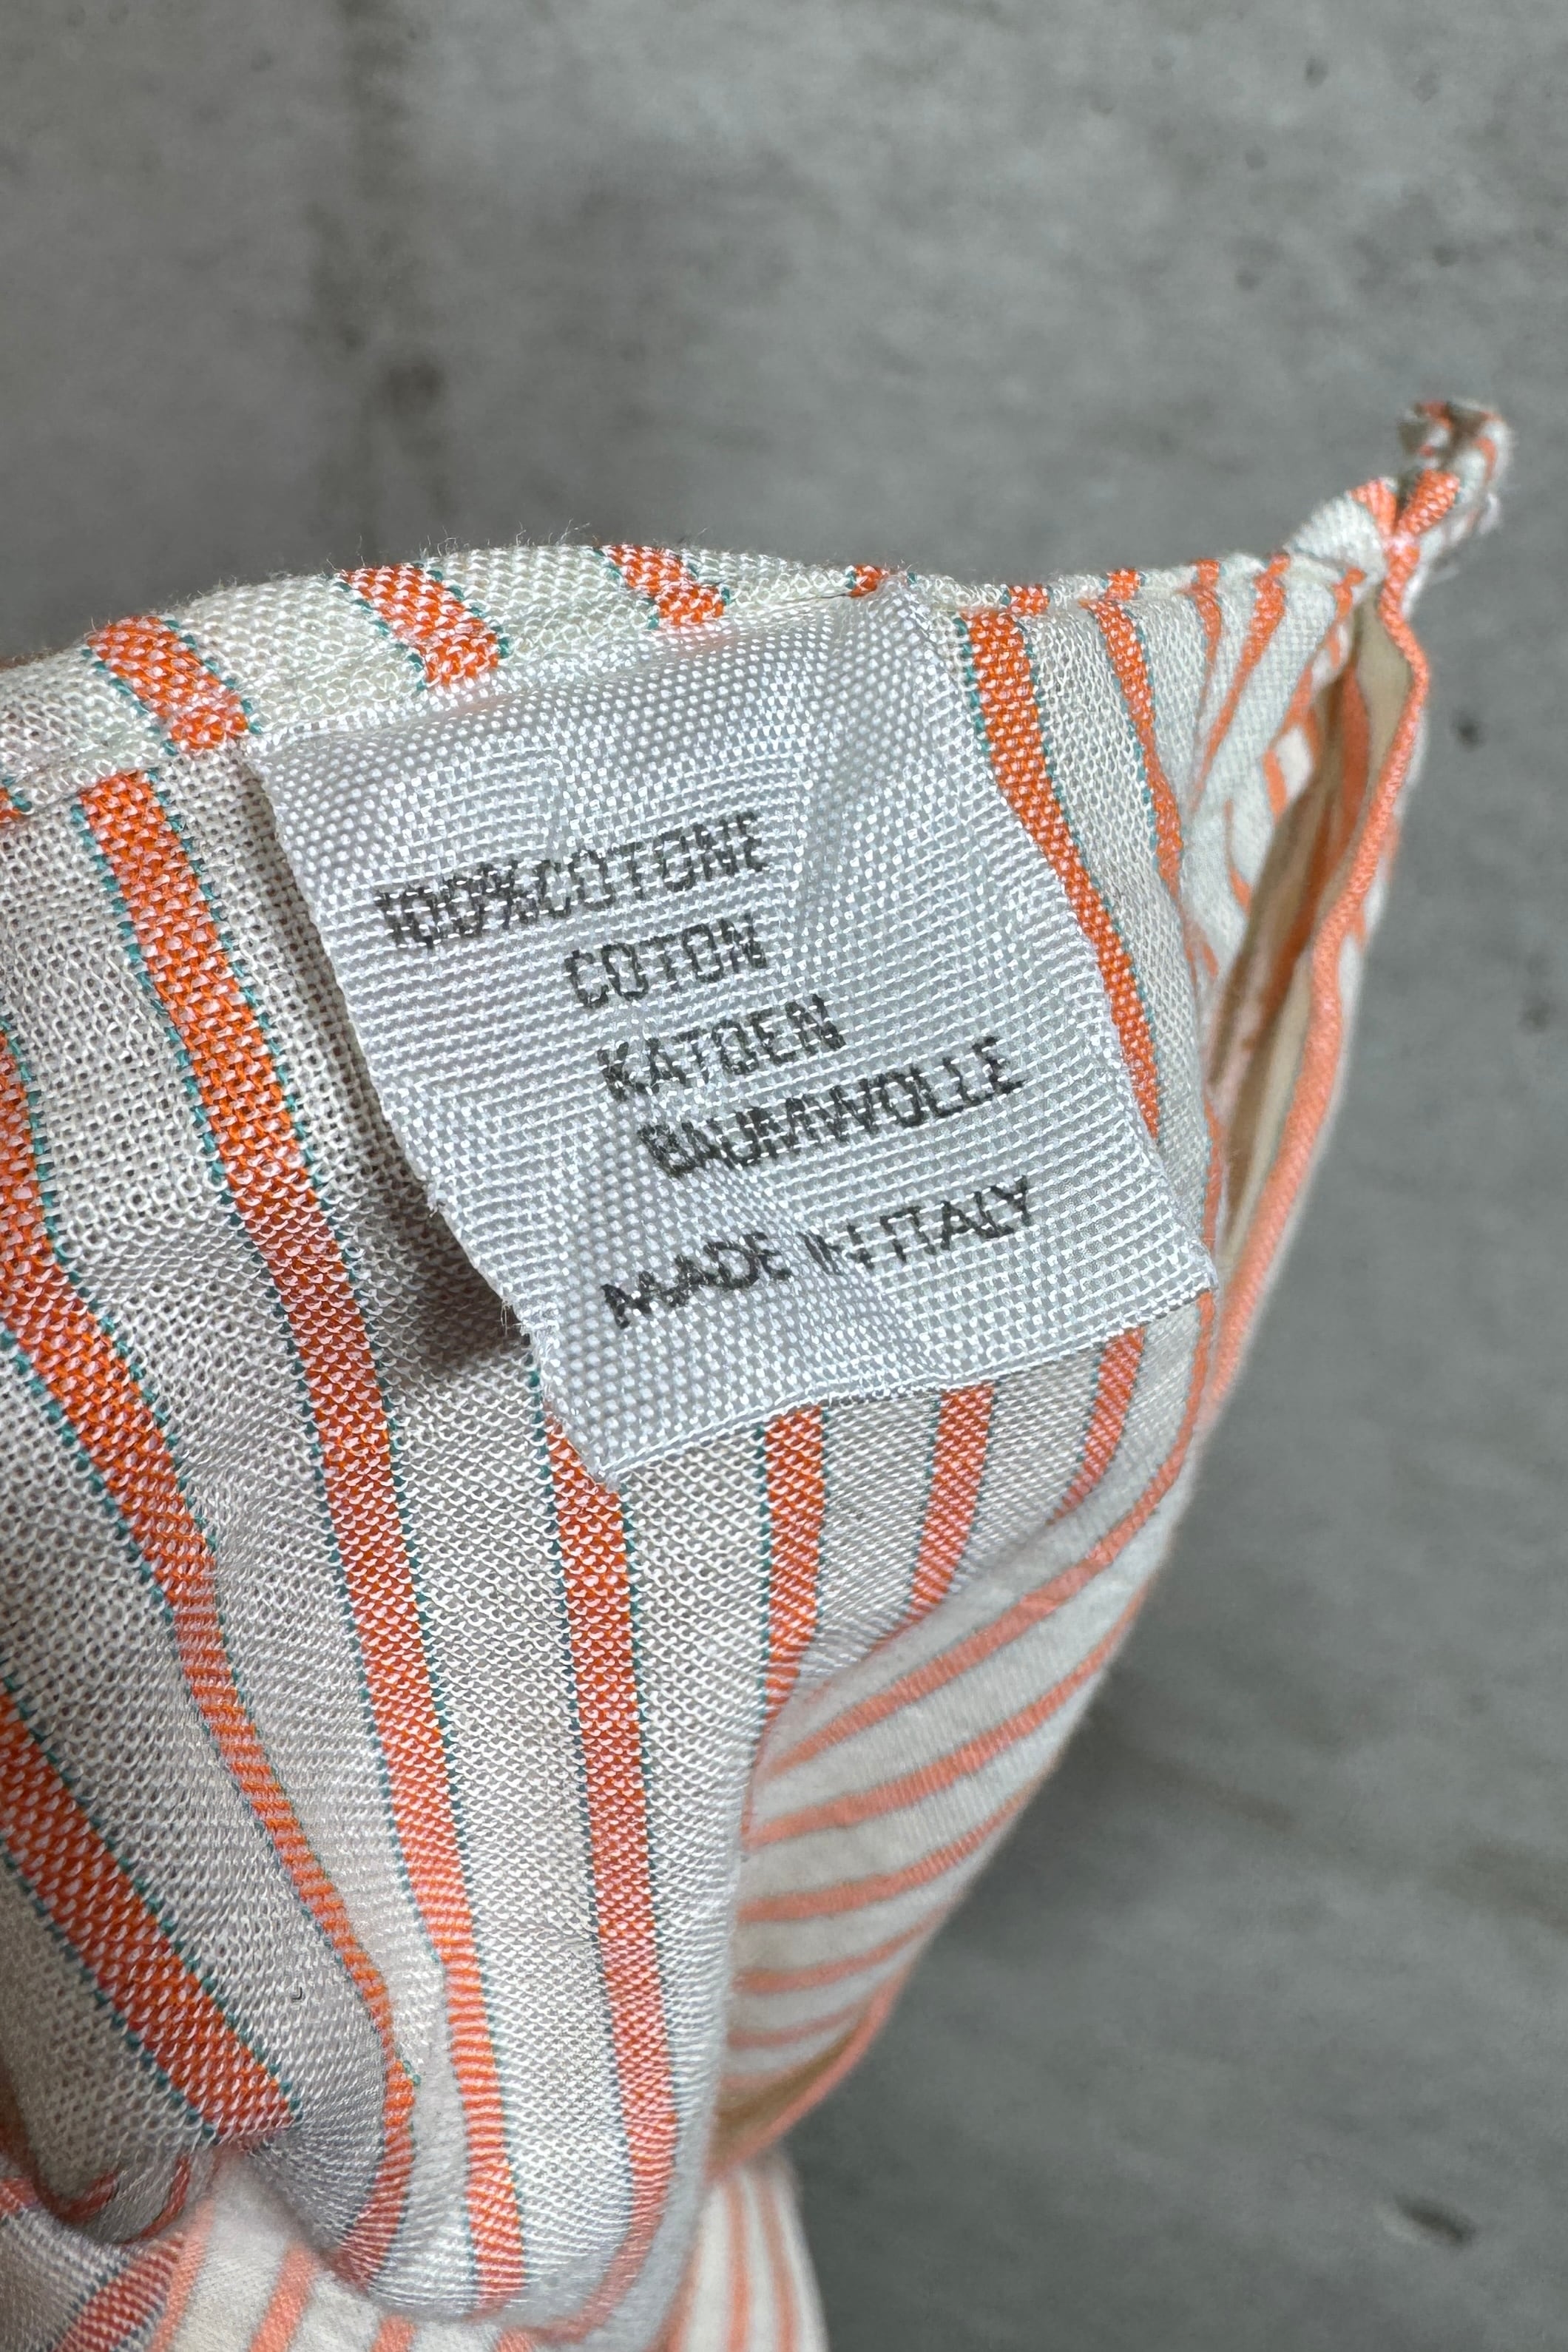 100%COTONE
COTON
KATOEN
BAUMWOLLE
MADE IN ITALY